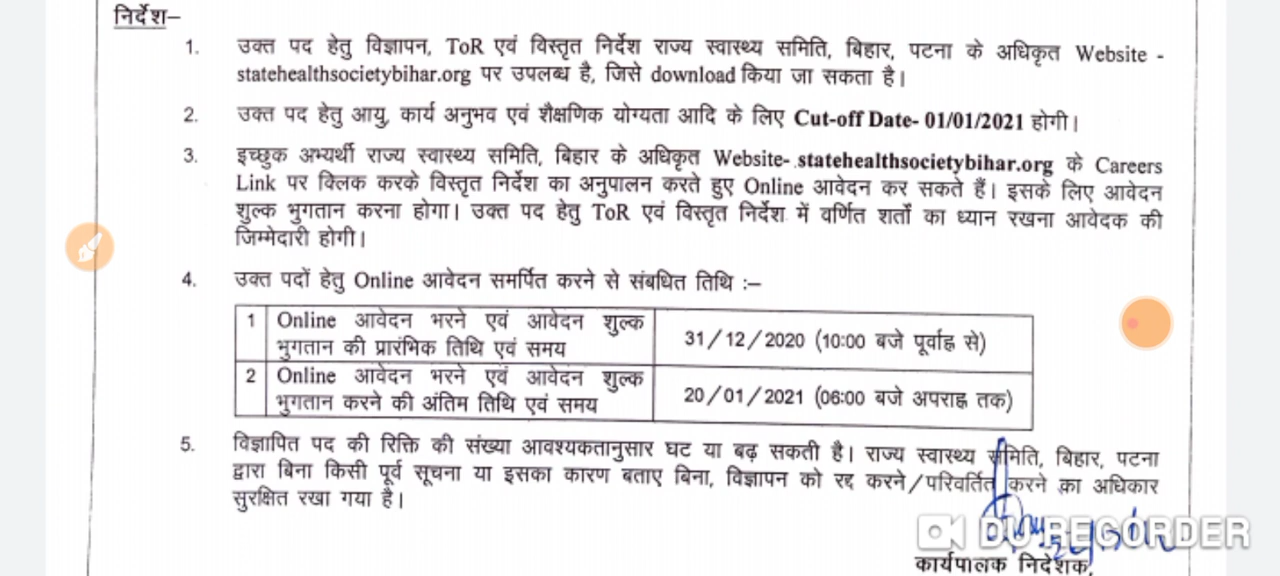 निर्देश–
1. उक्त पद हेतु विज्ञापन, ToR एवं विस्तृत निर्देश राज्य स्वास्थ्य समिति, बिहार, पटना के अधिकृत Website -
statehealthsocietybihar.org पर उपलब्ध है, जिसे download किया जा सकता है।
2. उक्त पद हेतु आयु, कार्य अनुभव एवं शैक्षणिक योग्यता आदि के लिए Cut-off Date- 01/01/2021 होगी।
3. इच्छुक अभ्यर्थी राज्य स्वास्थ्य समिति, बिहार के अधिकृत Website- statehealthsocietybihar.org के Careers
Link पर क्लिक करके विस्तृत निर्देश का अनुपालन करते हुए Online आवेदन कर सकते हैं। इसके लिए आवेदन
शुल्क भुगतान करना होगा। उक्त पद हेतु ToR एवं विस्तृत निर्देश में वर्णित शर्तों का ध्यान रखना आवेदक की
जिम्मेदारी होगी।
4. उक्त पदों हेतु Online आवेदन समर्पित करने से संबधित तिथि :–
1 Online आवेदन भरने एवं आवेदन शुल्क
भुगतान की प्रारंभिक तिथि एवं समय
31/12/2020 (10:00 बजे पूर्वाह्न से)
2 Online आवेदन भरने एवं आवेदन शुल्क
भुगतान करने की अंतिम तिथि एवं समय
20/01/2021 (06:00 बजे अपराह्न तक)
5. विज्ञापित पद की रिक्ति की संख्या आवश्यकतानुसार घट या बढ़ सकती है। राज्य स्वास्थ्य समिति, बिहार, पटना
द्वारा बिना किसी पूर्व सूचना या इसका कारण बताए बिना, विज्ञापन को रद्द करने/परिवर्तित करने का अधिकार
सुरक्षित रखा गया है।
DU RECORDER
कार्यपालक निदेशक,